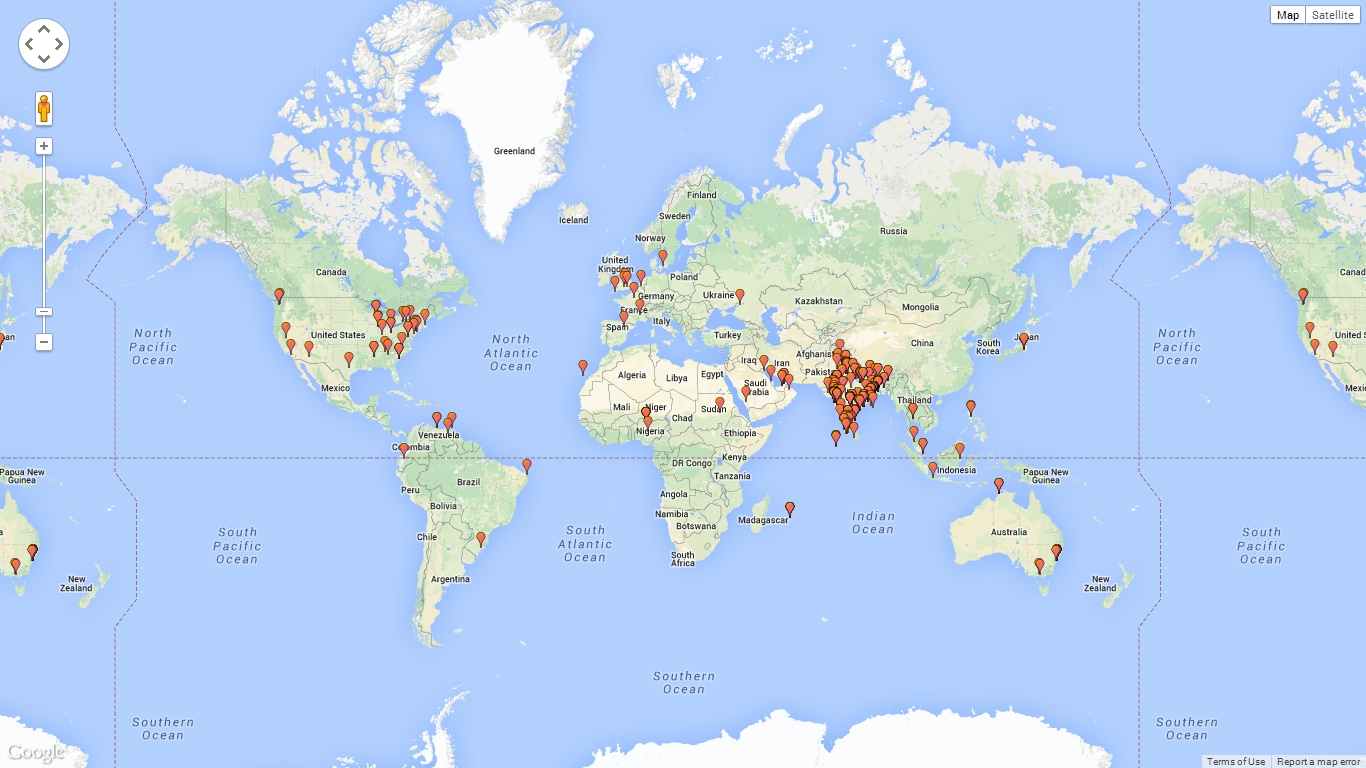 Map
Satellite
Greenland
Finland
Iceland
Sweden
Norway
Russia
United
Kingdom
Canada
Canad
Poland
Germany
Ukraine
Kazakhstan
Mongolia
France
Italy
Spain
Turkey
North
Pacific
Ocean
United States
North
Atlantic
Ocean
China
South
Korea
Japan
an
North
Pacific
Ocean
United S
Iraq
Iran
Afghanist
Pakist
Algeria
Libya
Egypt
Saudi
Arabia
Mexico
Mexic
Mali
Niger
Chad
Sudan
Thailand
Nigeria
Ethiopia
Venezuela
Colombia
Kenya
DR Congo
Tanzania
Indonesia
Papua New
Guinea
Papua New
Guinea
Peru
Brazil
Bolivia
Angola
Namibia
Botswana
Madagascar
Indian
Ocean
Australia
a
South
Pacific
Ocean
Chile
South
Atlantic
Ocean
South
Africa
South
Pacific
Ocean
New
Zealand
Argentina
New
Zealand
Southern
Ocean
Southern
Ocean
Southern
Ocean
Google
Terms of Use
Report a map error